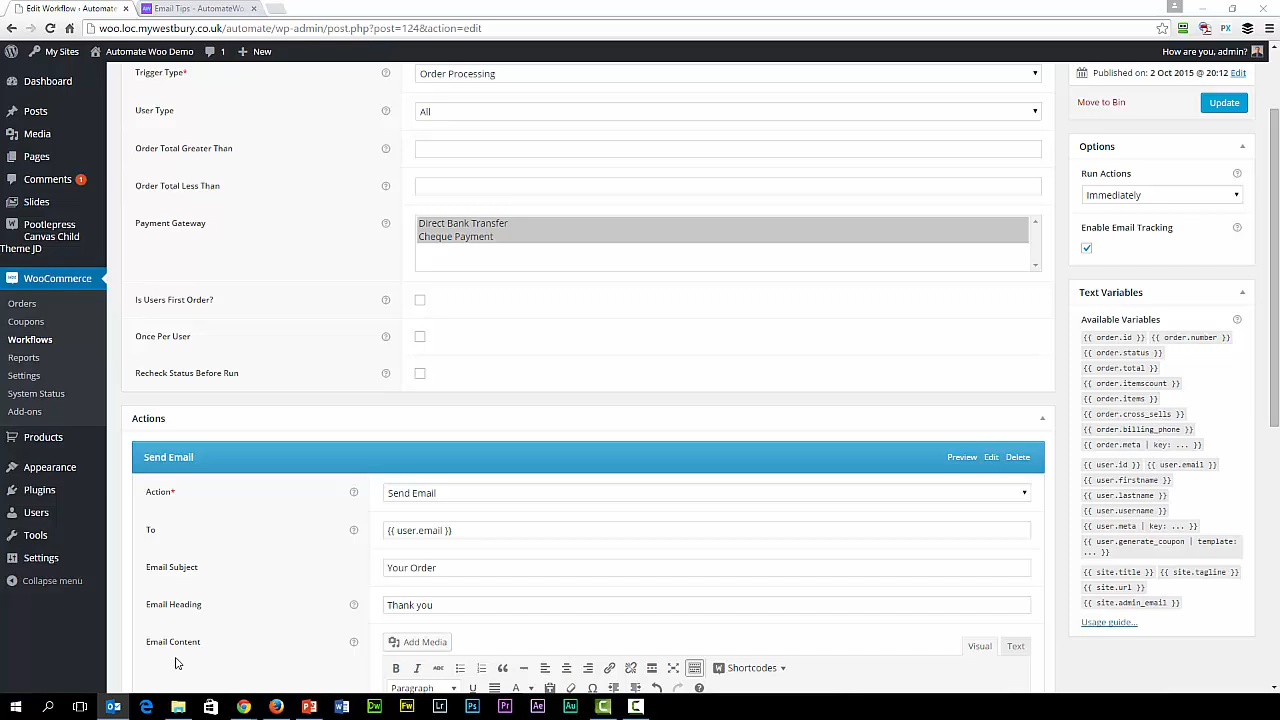 Edit Workflow ‹ Automate
Email Tips - AutomateWo
woo.loc.mywestbury.co.uk/automate/wp-admin/post.php?post=124&action=edit
My Sites
Automate Woo Demo
1
New
How are you, admin?
Dashboard
Posts
Media
Pages
Comments 1
Slides
Pootlepress
Canvas Child
Theme JD
WooCommerce
Orders
Coupons
Workflows
Reports
Settings
System Status
Add-ons
Products
Appearance
Plugins
Users
Tools
Settings
Collapse menu
Trigger Type*
Order Processing
User Type
All
Order Total Greater Than
Order Total Less Than
Payment Gateway
Direct Bank Transfer
Cheque Payment
Is Users First Order?
Once Per User
Recheck Status Before Run
Actions
Send Email
Preview Edit Delete
Action*
Send Email
To
{{ user.email }}
Email Subject
Your Order
Email Heading
Thank you
Email Content
Add Media
Visual Text
B I ABC Shortcodes
Paragraph U A
Published on: 2 Oct 2015 @ 20:12 Edit
Move to Bin
Update
Options
Run Actions
Immediately
Enable Email Tracking
Text Variables
Available Variables
{{ order.id }} {{ order.number }}
{{ order.status }}
{{ order.total }}
{{ order.itemscount }}
{{ order.items }}
{{ order.cross_sells }}
{{ order.billing_phone }}
{{ order.meta | key: ... }}
{{ user.id }} {{ user.email }}
{{ user.firstname }}
{{ user.lastname }}
{{ user.username }}
{{ user.meta | key: ... }}
{{ user.generate_coupon | template:
... }}
{{ site.title }} {{ site.tagline }}
{{ site.url }}
{{ site.admin_email }}
Usage guide...
Dw Fw Lr Ps Pr Ae Au